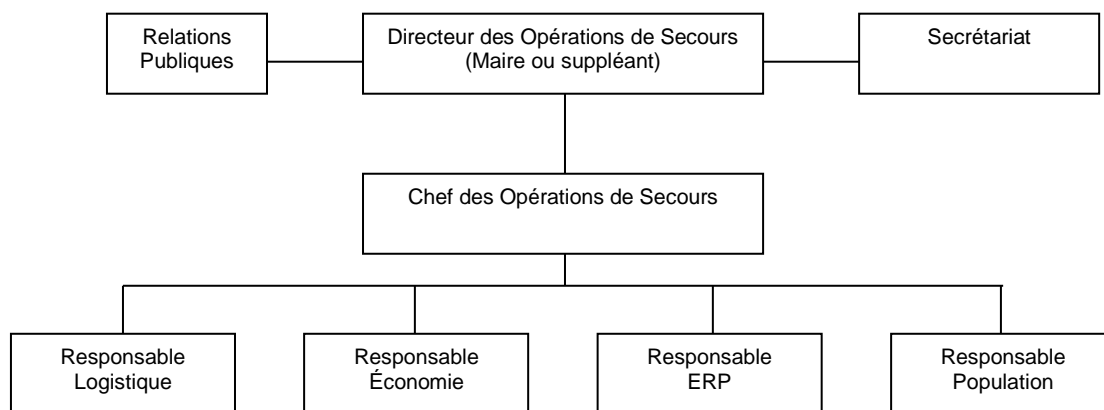 Relations
Publiques
Directeur des Opérations de Secours
(Maire ou suppléant)
Secrétariat
Chef des Opérations de Secours
Responsable
Logistique
Responsable
Économie
Responsable
ERP
Responsable
Population